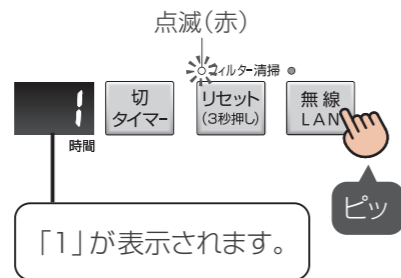 点滅(赤)
フィルター清掃
1
時間
切
タイマー
リセット
(3秒押し)
無線
LAN
ピッ
「1」が表示されます。